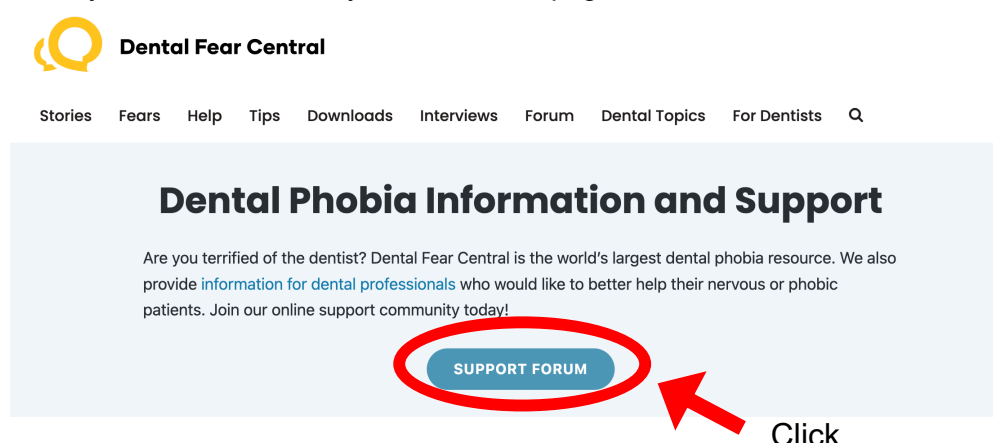 Dental Fear Central
Stories Fears Help Tips Downloads Interviews Forum Dental Topics For Dentists
Dental Phobia Information and Support
Are you terrified of the dentist? Dental Fear Central is the world's largest dental phobia resource. We also
provide information for dental professionals who would like to better help their nervous or phobic
patients. Join our online support community today!
SUPPORT FORUM
Click